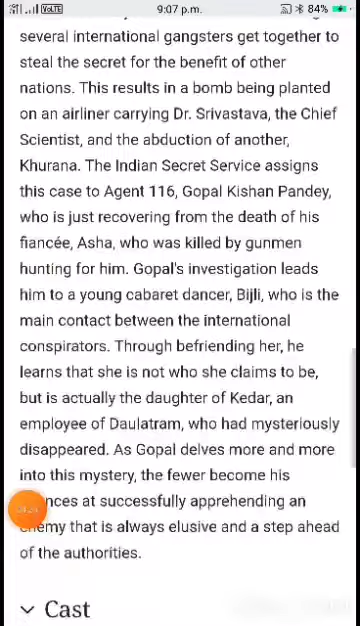 VoLTE 9:07 p.m. 84%
several international gangsters get together to
steal the secret for the benefit of other
nations. This results in a bomb being planted
on an airliner carrying Dr. Srivastava, the Chief
Scientist, and the abduction of another,
Khurana. The Indian Secret Service assigns
this case to Agent 116, Gopal Kishan Pandey,
who is just recovering from the death of his
fiancée, Asha, who was killed by gunmen
hunting for him. Gopal's investigation leads
him to a young cabaret dancer, Bijli, who is the
main contact between the international
conspirators. Through befriending her, he
learns that she is not who she claims to be,
but is actually the daughter of Kedar, an
employee of Daulatram, who had mysteriously
disappeared. As Gopal delves more and more
into this mystery, the fewer become his
nces at successfully apprehending an
emy that is always elusive and a step ahead
of the authorities.
Cast